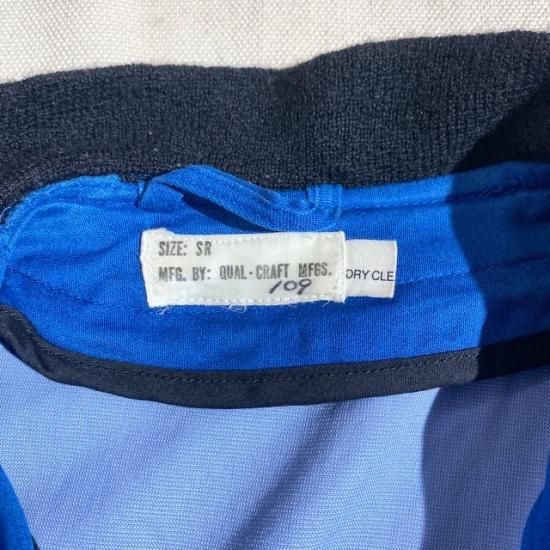 SIZE: SR
MFG. BY: QUAL-CRAFT MFGS.
109
DRY CLE